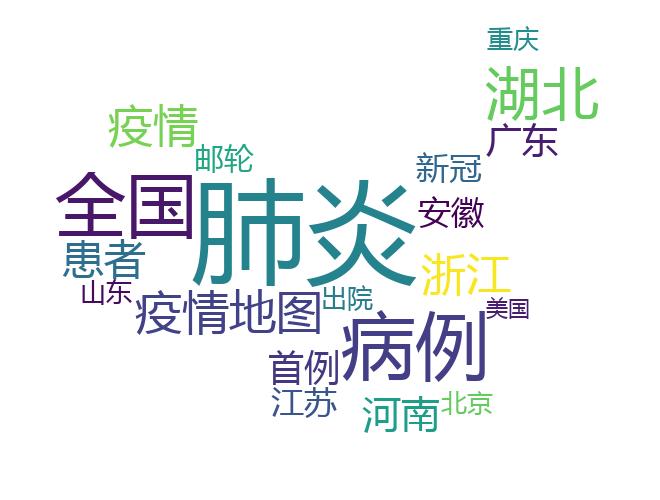 重庆
湖北
疫情
广东
邮轮
新冠
全国
肺炎
安徽
患者
浙江
山东
疫情地图
出院
美国
病例
首例
江苏
河南
北京